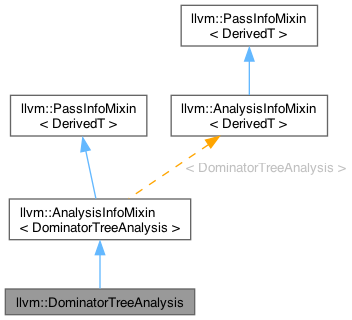 llvm::PassInfoMixin
< DerivedT >
llvm::PassInfoMixin
< DerivedT >
llvm::AnalysisInfoMixin
< DerivedT >
< DominatorTreeAnalysis >
llvm::AnalysisInfoMixin
< DominatorTreeAnalysis >
llvm::DominatorTreeAnalysis